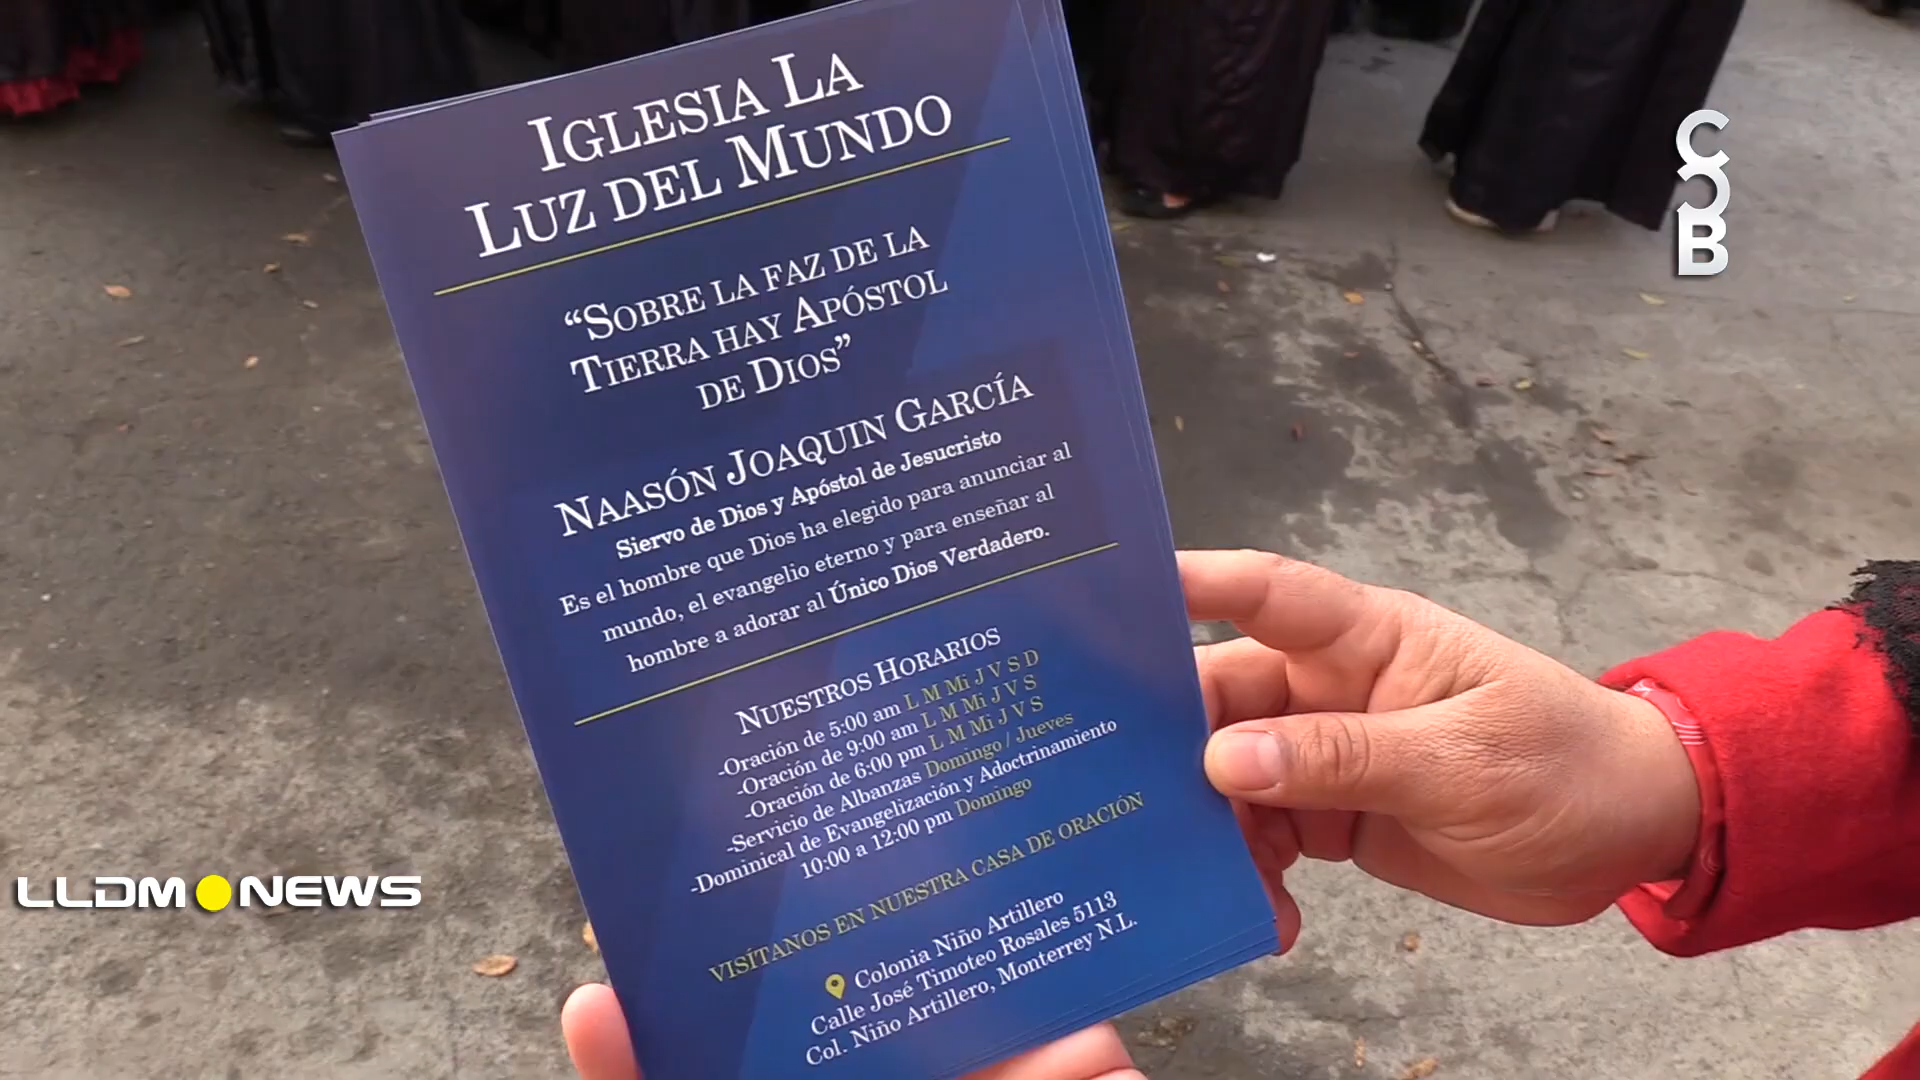 IGLESIA LA
LUZ DEL MUNDO
“SOBRE LA FAZ DE LA
TIERRA HAY APÓSTOL
DE DIOS”
NAASÓN JOAQUIN GARCÍA
Siervo de Dios y Apóstol de Jesucristo
Es el hombre que Dios ha elegido para anunciar al
mundo, el evangelio eterno y para enseñar al
hombre a adorar al Único Dios Verdadero.
NUESTROS HORARIOS
-Oración de 5:00 am L M Mi J V S D
-Oración de 9:00 am L M Mi J V S
-Oración de 6:00 pm L M Mi J V S
-Servicio de Albanzas Domingo / Jueves
-Dominical de Evangelización y Adoctrinamiento
10:00 a 12:00 pm Domingo
VISÍTANOS EN NUESTRA CASA DE ORACIÓN
Colonia Niño Artillero
Calle José Timoteo Rosales 5113
Col. Niño Artillero, Monterrey N.L.
LLDM NEWS
CCB